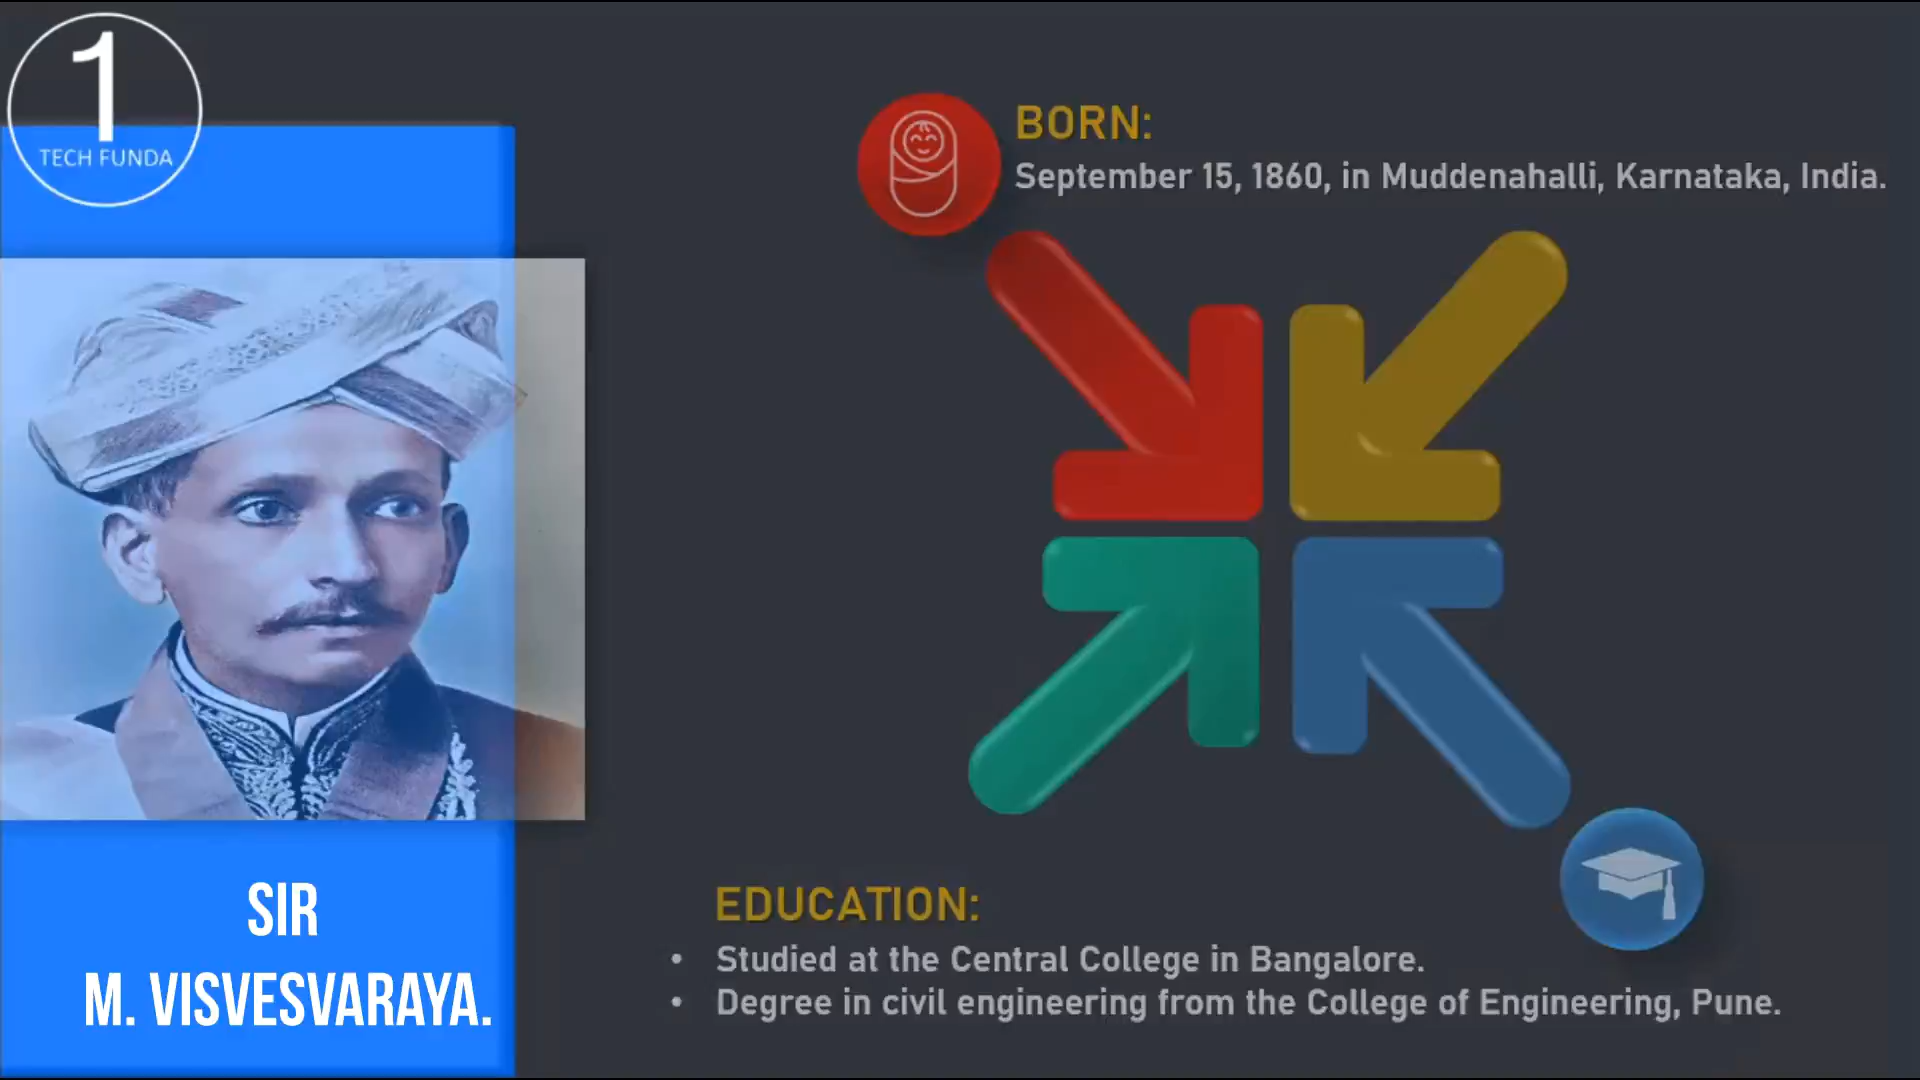 1
TECH FUNDA
BORN:
September 15, 1860, in Muddenahalli, Karnataka, India.
SIR
M. VISVESVARAYA.
EDUCATION:
• Studied at the Central College in Bangalore.
• Degree in civil engineering from the College of Engineering, Pune.